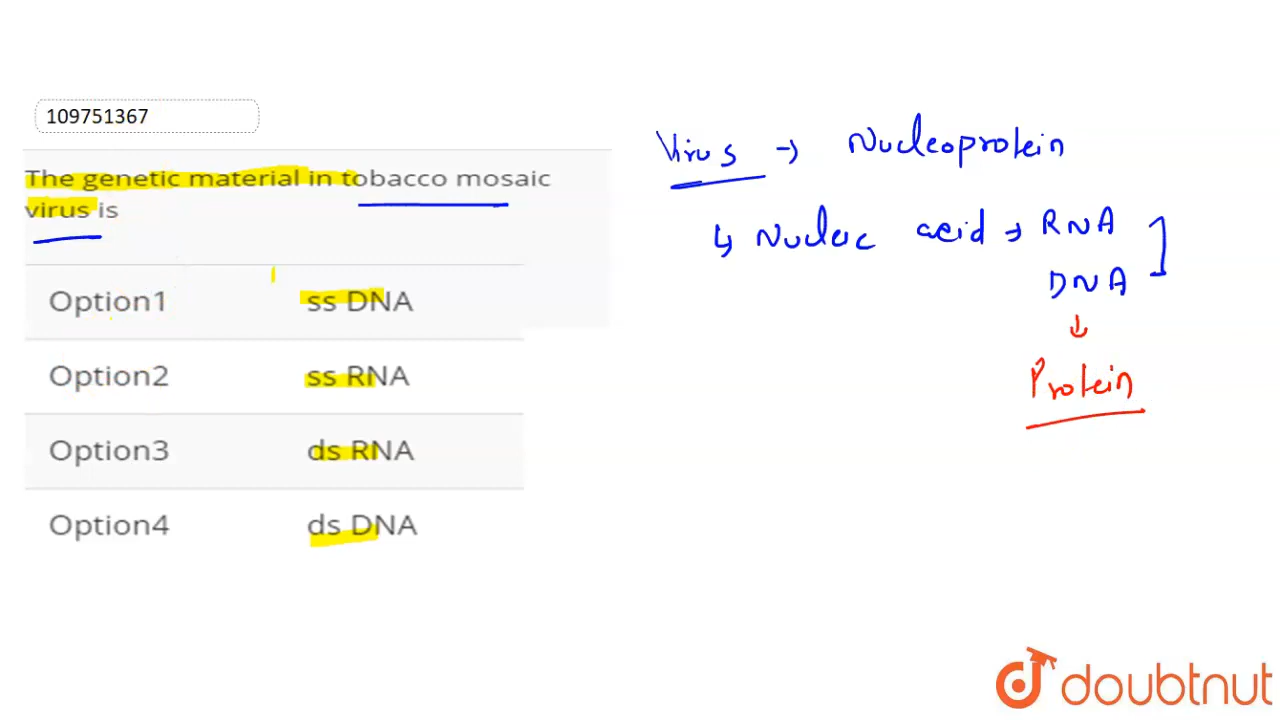 109751367
The genetic material in tobacco mosaic
virus is
Option1 ss DNA
Option2 ss RNA
Option3 ds RNA
Option4 ds DNA
Virus → Nucleoprotein
↳ Nucleic acid → RNA
DNA
↓
Protein
doubtnut